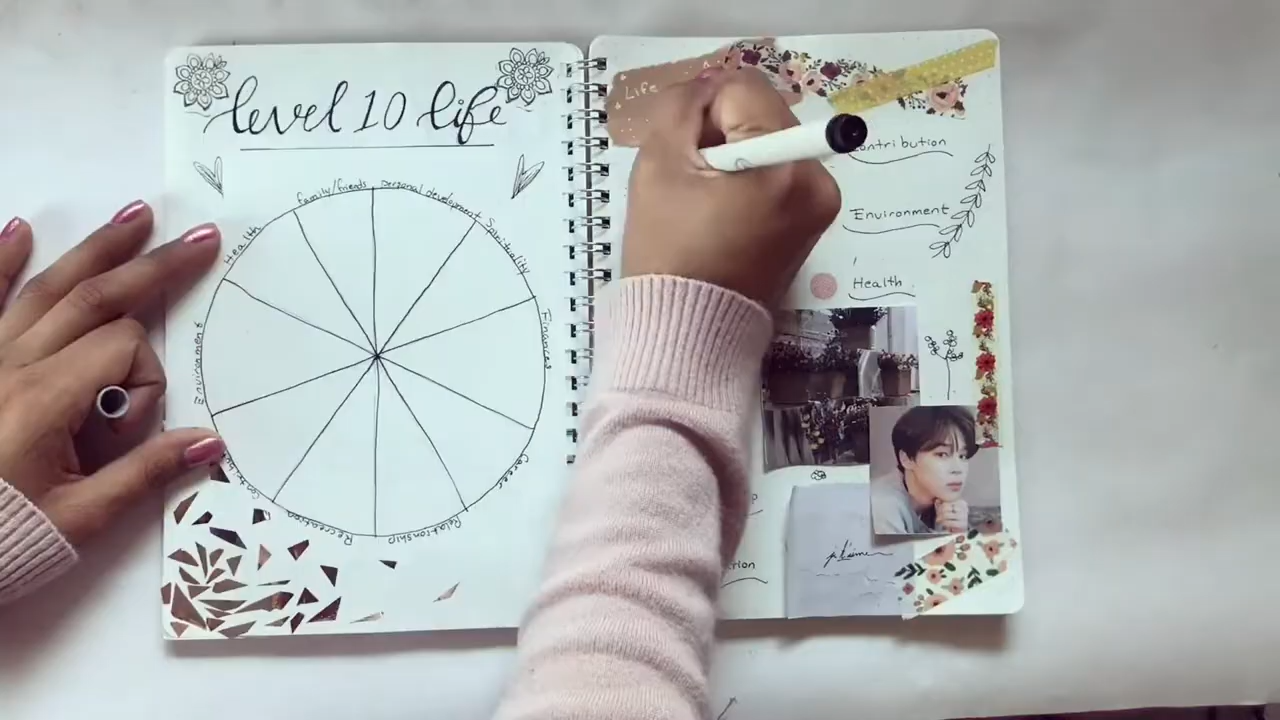 level 10 life
family/friends
personal development
Spirituality
Finances
Career
Relationship
Recreation
Environment
Health
Life
Contribution
Environment
Health